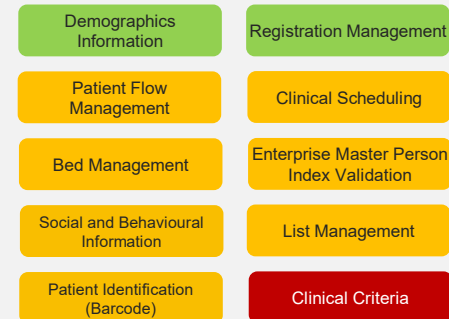 Demographics
Information
Registration Management
Patient Flow
Management
Clinical Scheduling
Bed Management
Enterprise Master Person
Index Validation
Social and Behavioural
Information
List Management
Patient Identification
(Barcode)
Clinical Criteria